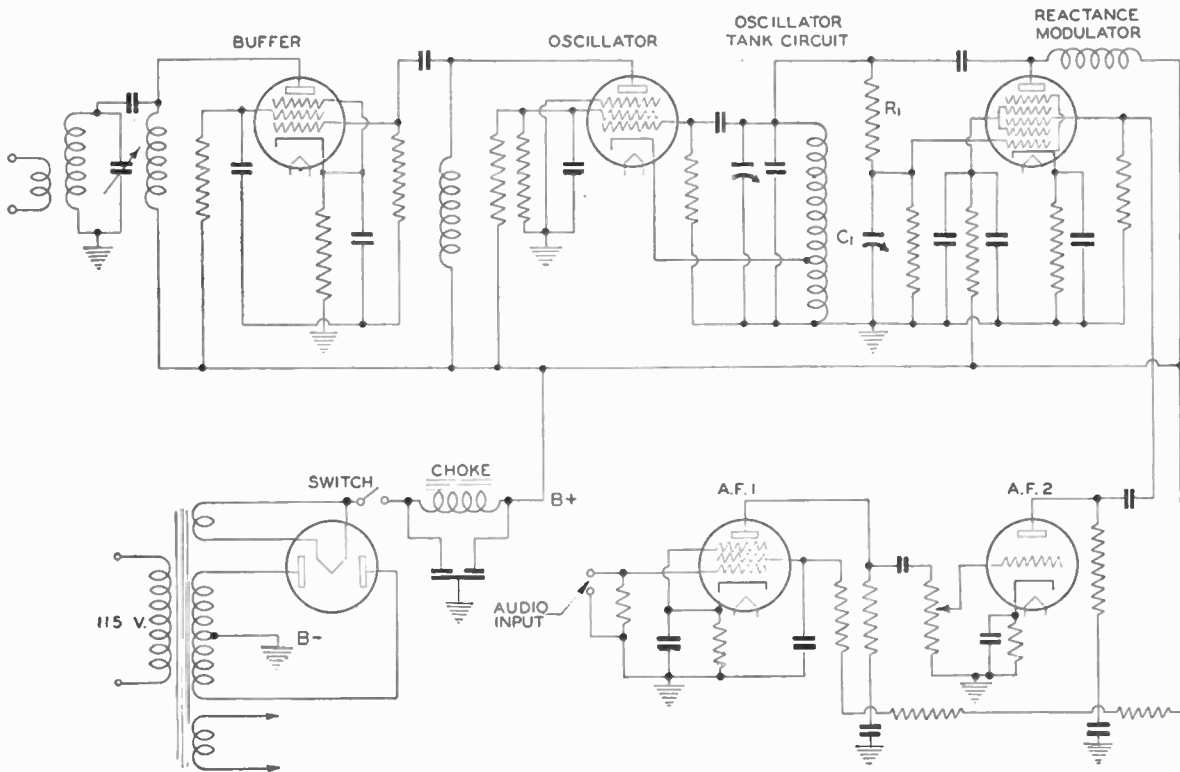 BUFFER
OSCILLATOR
OSCILLATOR
TANK CIRCUIT
REACTANCE
MODULATOR
R1
C1
SWITCH
CHOKE
B+
A.F.1
A.F.2
115 V.
B-
AUDIO
INPUT